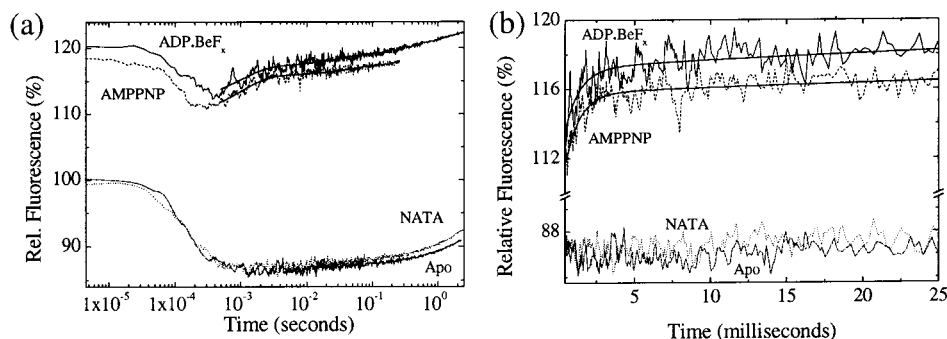 (a)
120
110
100
90
Rel. Fluorescence (%)
ADP.BeFx
AMPPNP
NATA
Apo
1x10-5
1x10-4
10-3
10-2
10-1
100
Time (seconds)
(b)
120
116
112
88
Relative Fluorescence (%)
ADP.BeFx
AMPPNP
NATA
Apo
5
10
15
20
25
Time (milliseconds)